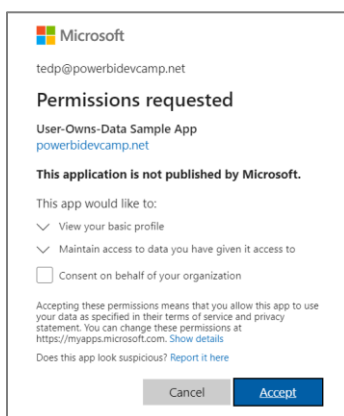 Microsoft
tedp@powerbidevcamp.net
Permissions requested
User-Owns-Data Sample App
powerbidevcamp.net
This application is not published by Microsoft.
This app would like to:
View your basic profile
Maintain access to data you have given it access to
Consent on behalf of your organization
Accepting these permissions means that you allow this app to use
your data as specified in their terms of service and privacy
statement. You can change these permissions at
https://myapps.microsoft.com. Show details
Does this app look suspicious? Report it here
Cancel Accept